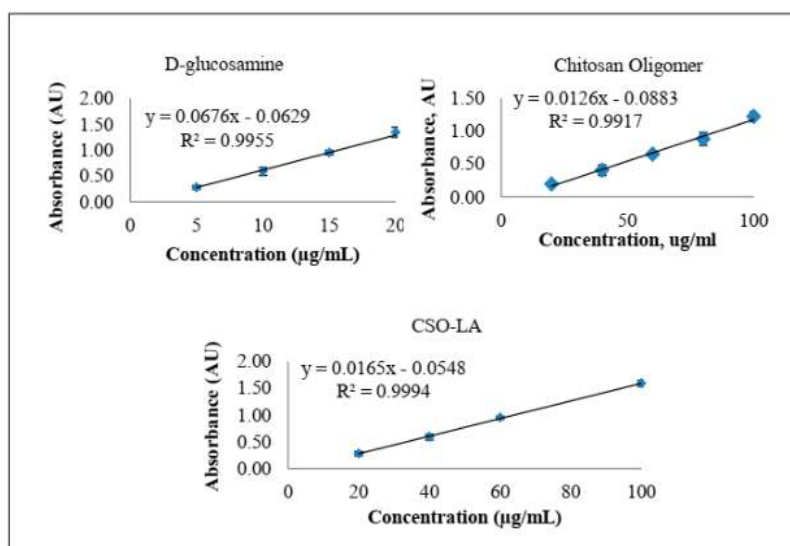 D-glucosamine
y = 0.0676x - 0.0629
R² = 0.9955
Absorbance (AU)
2.00
1.50
1.00
0.50
0.00
0 5 10 15 20
Concentration (µg/mL)
Chitosan Oligomer
y = 0.0126x - 0.0883
R² = 0.9917
Absorbance, AU
1.50
1.00
0.50
0.00
0 50 100
Concentration, ug/ml
CSO-LA
y = 0.0165x - 0.0548
R² = 0.9994
Absorbance (AU)
2.00
1.50
1.00
0.50
0.00
0 20 40 60 80 100
Concentration (µg/mL)